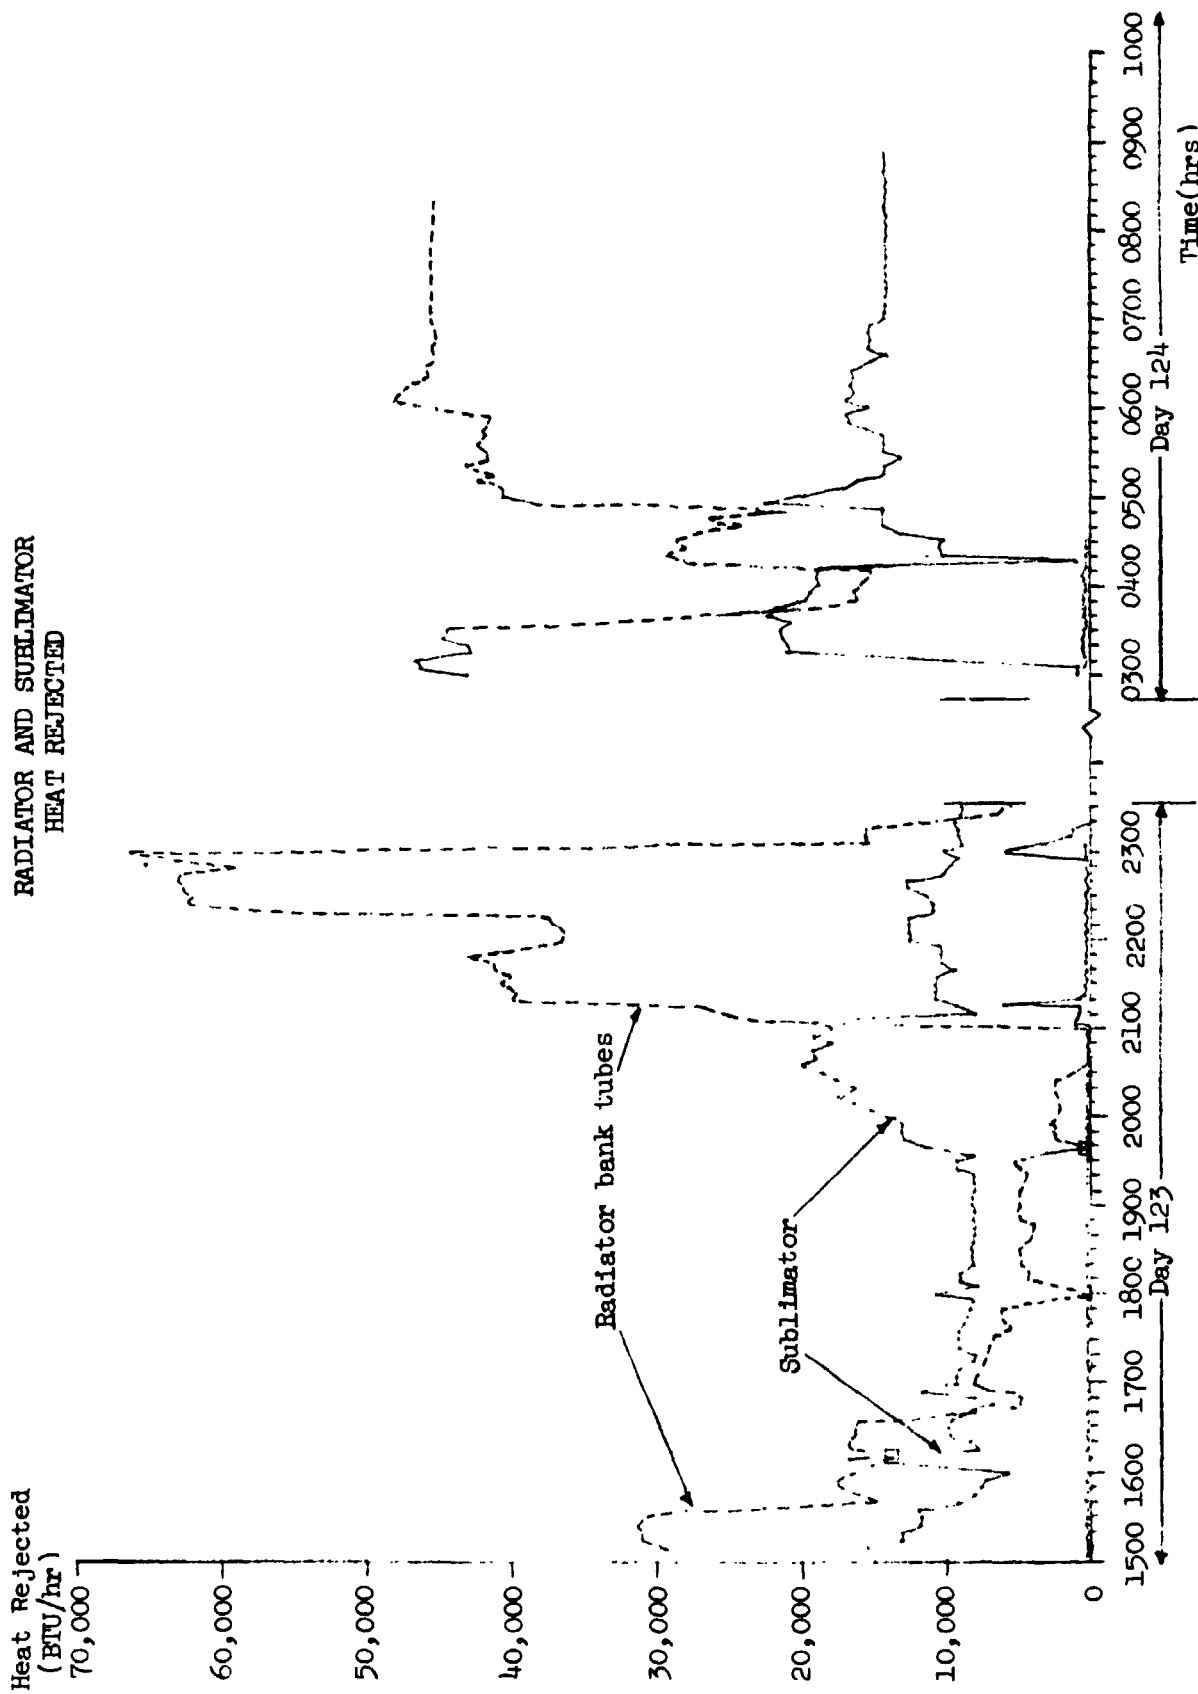 RADIATOR AND SUBLIMATOR
HEAT REJECTED
Heat Rejected
(BTU/hr)
70,000
60,000
50,000
40,000
30,000
20,000
10,000
0
Radiator bank tubes
Sublimator
1500
1600
1700
1800
1900
2000
2100
2200
2300
0300
0400
0500
0600
0700
0800
0900
1000
Day 123
Day 124
Time(hrs)